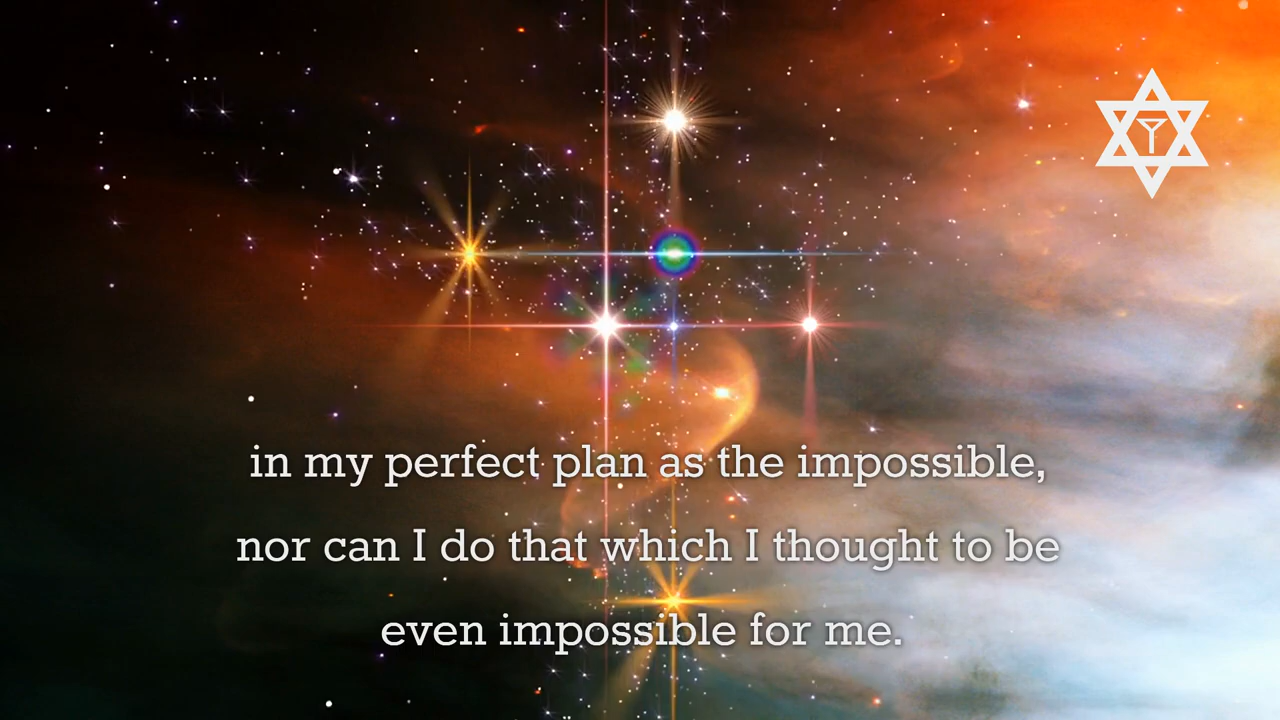 in my perfect plan as the impossible,
nor can I do that which I thought to be
even impossible for me.